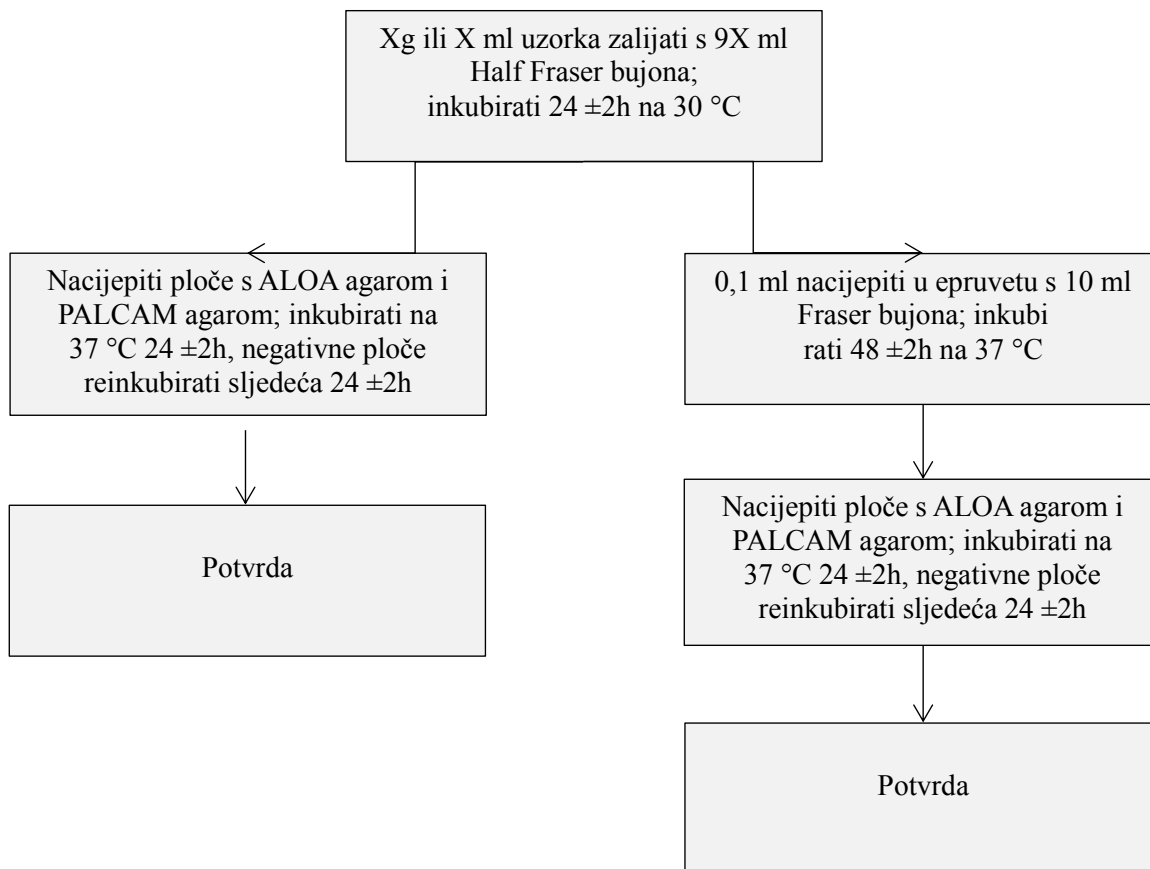 Xg ili X ml uzorka zalijati s 9X ml
Half Fraser bujona;
inkubirati 24 ±2h na 30 °C
Nacijepiti ploče s ALOA agarom i
PALCAM agarom; inkubirati na
37 °C 24 ±2h, negativne ploče
reinkubirati sljedeća 24 ±2h
Potvrda
0,1 ml nacijepiti u epruvetu s 10 ml
Fraser bujona; inkubi
rati 48 ±2h na 37 °C
Nacijepiti ploče s ALOA agarom i
PALCAM agarom; inkubirati na
37 °C 24 ±2h, negativne ploče
reinkubirati sljedeća 24 ±2h
Potvrda